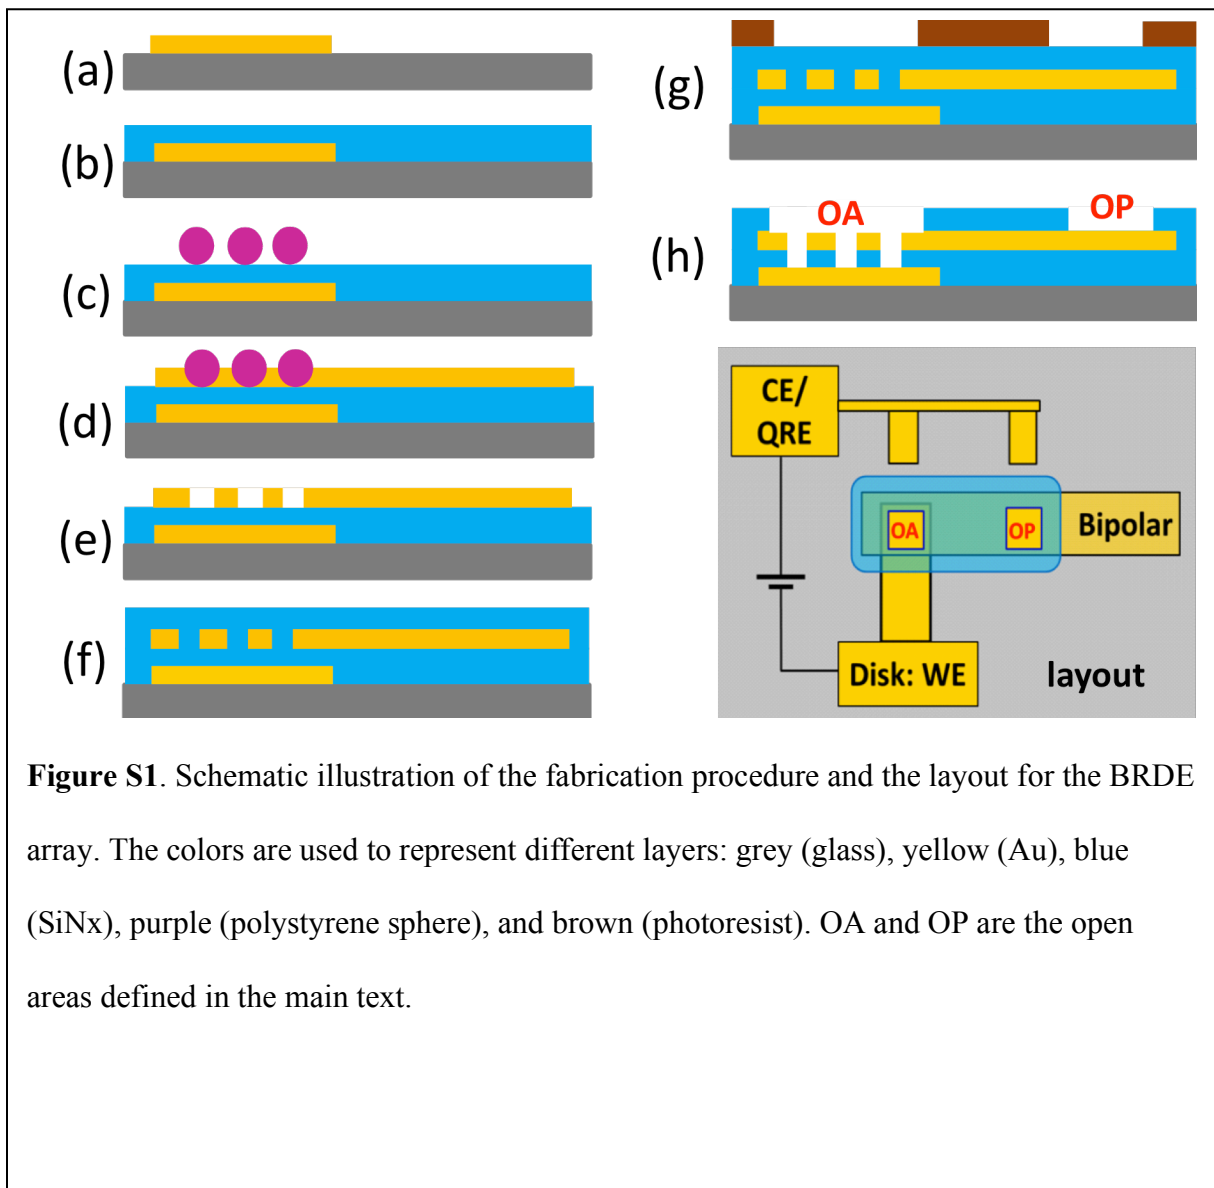 (a)
(b)
(c)
(d)
(e)
(f)
(g)
(h)
OA
OP
CE/
QRE
OA
OP
Bipolar
Disk: WE
layout
Figure S1. Schematic illustration of the fabrication procedure and the layout for the BRDE
array. The colors are used to represent different layers: grey (glass), yellow (Au), blue
(SiNx), purple (polystyrene sphere), and brown (photoresist). OA and OP are the open
areas defined in the main text.